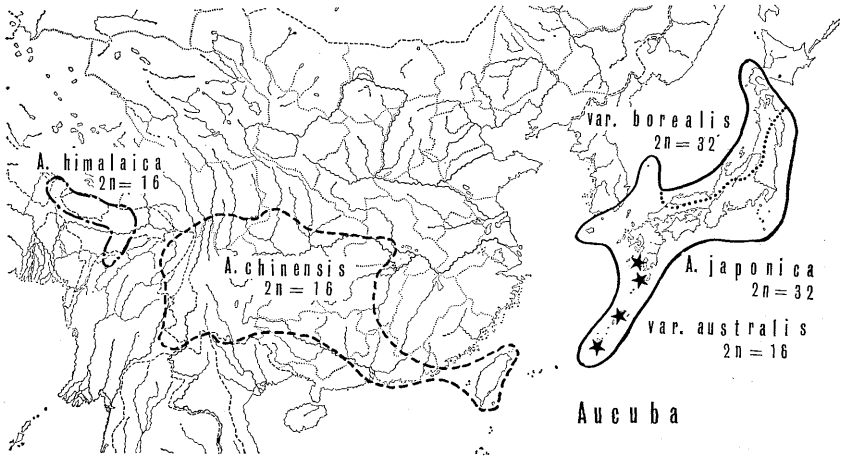 A. himalaica
2n= 16
A. chinensis
2n = 16
var. borealis
2n = 32
A. japonica
2n = 32
var. australis
2n = 16
Aucuba